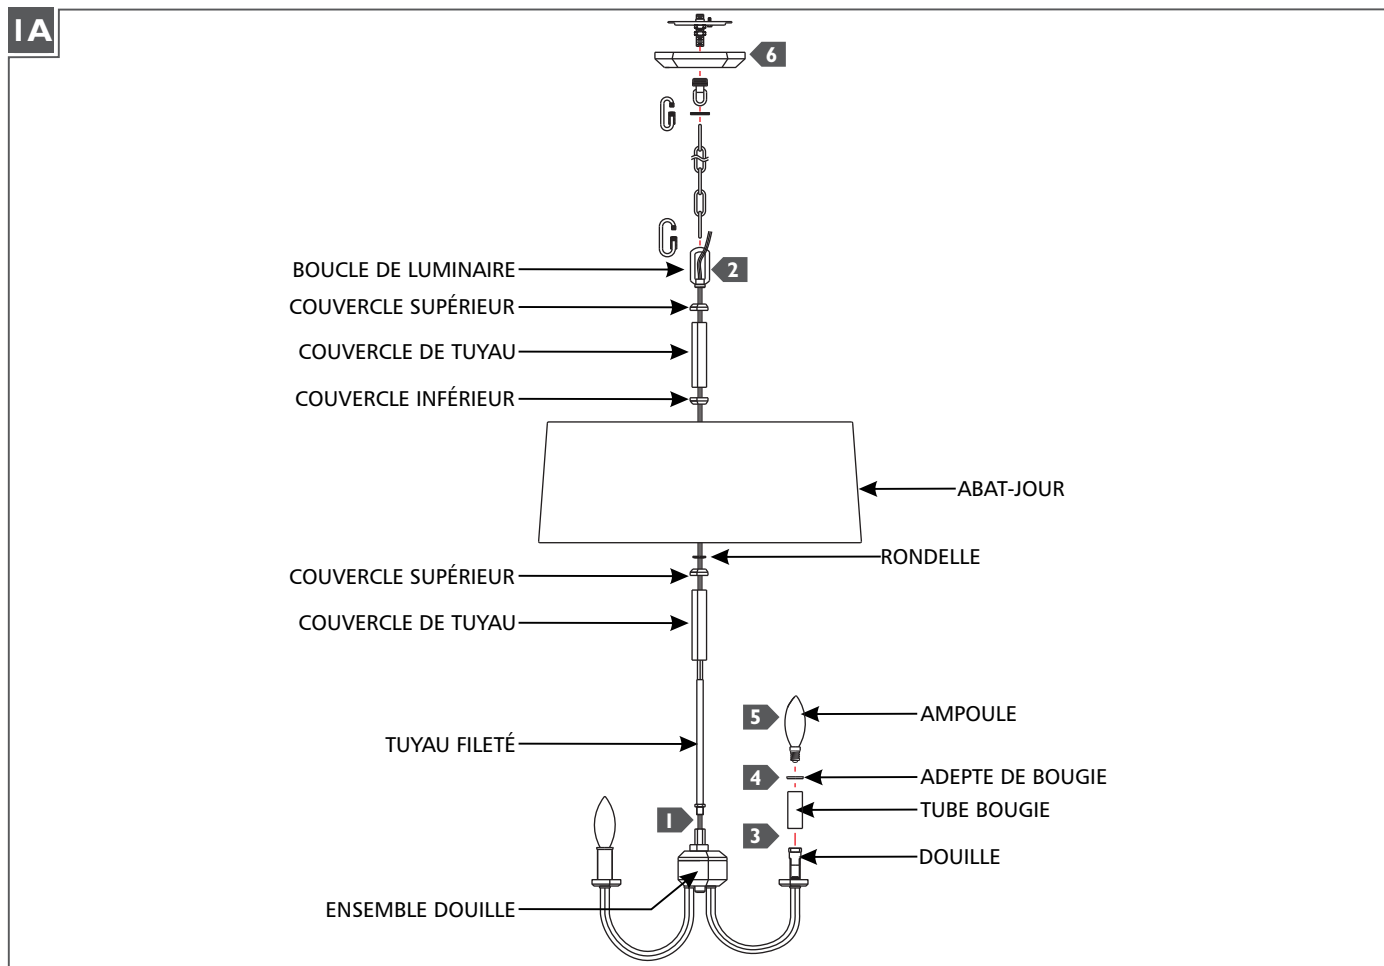 1A
6
BOUCLE DE LUMINAIRE
2
COUVERCLE SUPÉRIEUR
COUVERCLE DE TUYAU
COUVERCLE INFÉRIEUR
ABAT-JOUR
RONDELLE
COUVERCLE SUPÉRIEUR
COUVERCLE DE TUYAU
5
AMPOULE
TUYAU FILETÉ
4
ADEPTE DE BOUGIE
TUBE BOUGIE
1
3
DOUILLE
ENSEMBLE DOUILLE